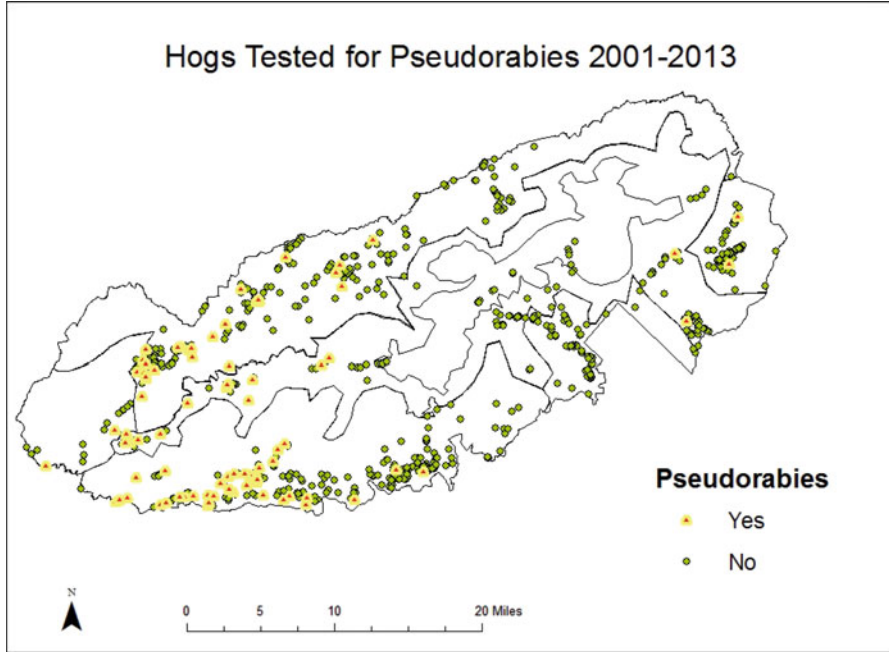 Hogs Tested for Pseudorabies 2001-2013
Pseudorabies
Yes
No
N
0 5 10 20 Miles